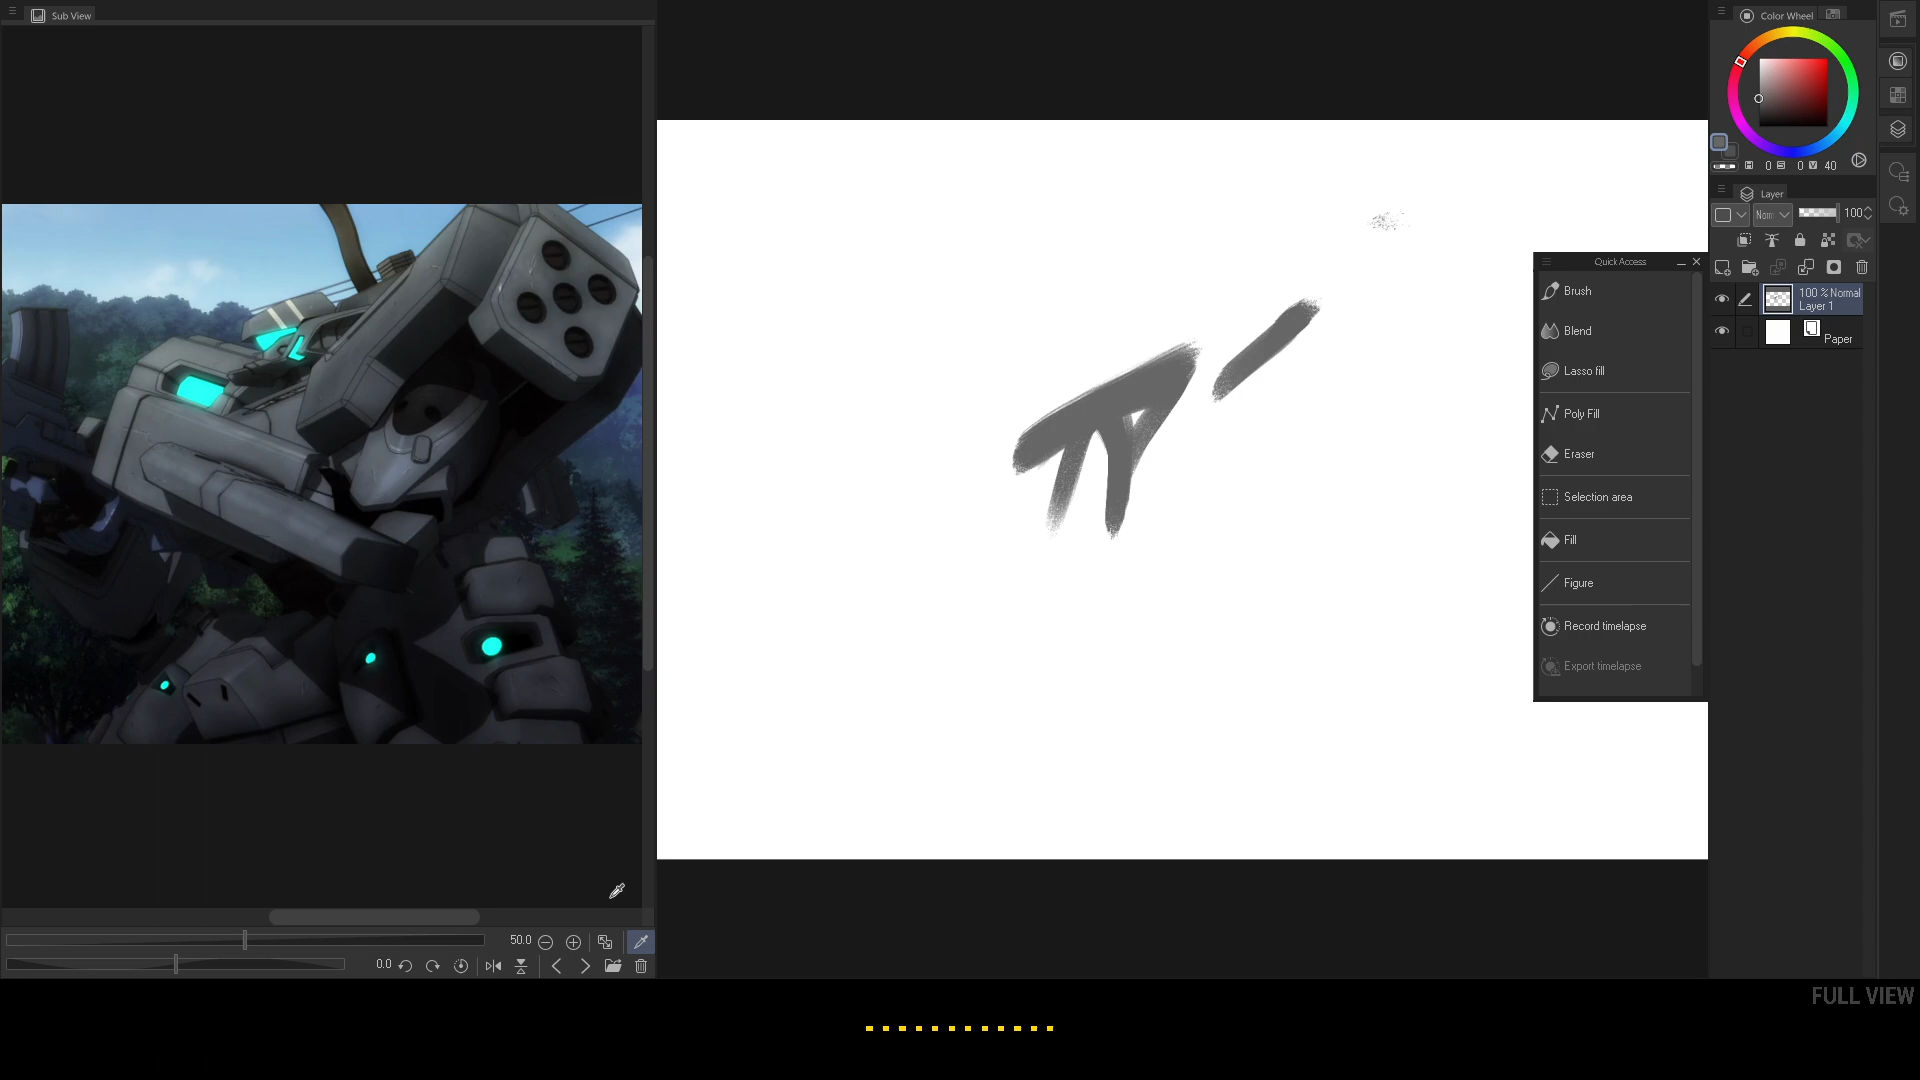 Sub View
Color Wheel
0 0 40
Layer
Norn 100
100 % Normal
Layer 1
Paper
Quick Access
Brush
Blend
Lasso fill
Poly Fill
Eraser
Selection area
Fill
Figure
Record timelapse
Export timelapse
50.0
0.0
FULL VIEW